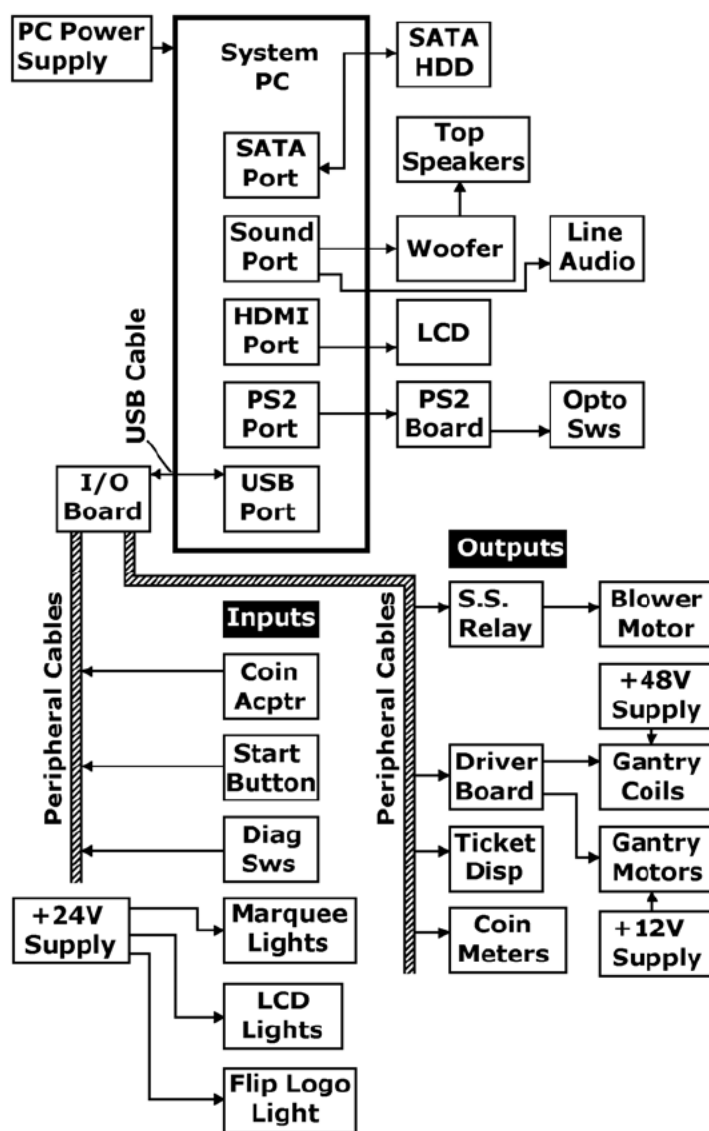 PC Power
Supply
System
PC
SATA
HDD
SATA
Port
Top
Speakers
Sound
Port
Woofer
Line
Audio
HDMI
Port
LCD
USB Cable
PS2
Port
PS2
Board
Opto
Sws
I/O
Board
USB
Port
Outputs
Peripheral Cables
Inputs
Peripheral Cables
S.S.
Relay
Blower
Motor
Coin
Acptr
+48V
Supply
Start
Button
Driver
Board
Gantry
Coils
Diag
Sws
Ticket
Disp
Gantry
Motors
+24V
Supply
Marquee
Lights
Coin
Meters
+12V
Supply
LCD
Lights
Flip Logo
Light